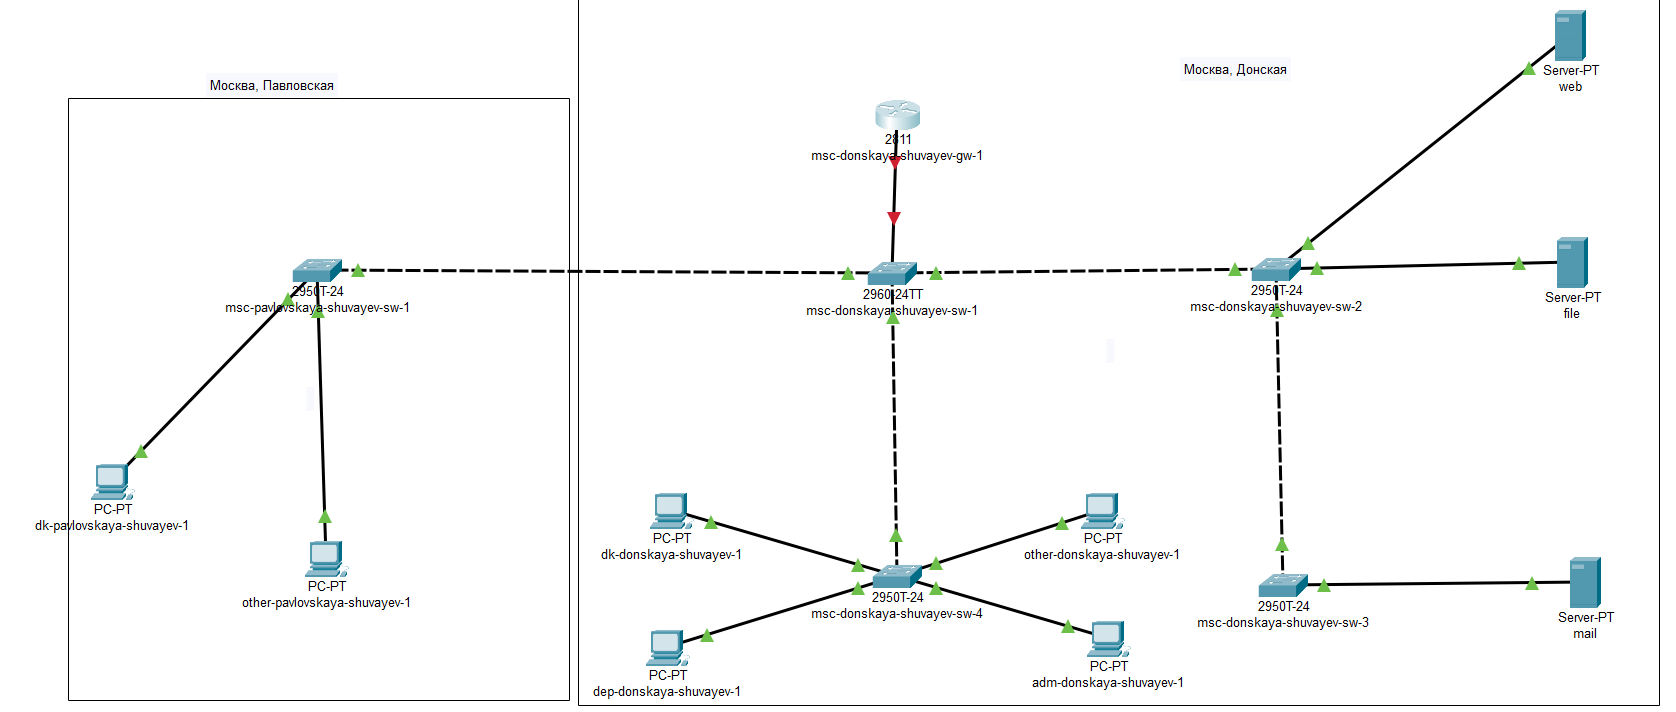 Москва, Павловская
Москва, Донская
Server-PT
web
2811
msc-donskaya-shuvayev-gw-1
2950T-24
msc-pavlovskaya-shuvayev-sw-1
2960-24TT
msc-donskaya-shuvayev-sw-1
2950T-24
msc-donskaya-shuvayev-sw-2
Server-PT
file
PC-PT
dk-pavlovskaya-shuvayev-1
PC-PT
other-pavlovskaya-shuvayev-1
PC-PT
dk-donskaya-shuvayev-1
PC-PT
other-donskaya-shuvayev-1
2950T-24
msc-donskaya-shuvayev-sw-4
2950T-24
msc-donskaya-shuvayev-sw-3
Server-PT
mail
PC-PT
dep-donskaya-shuvayev-1
PC-PT
adm-donskaya-shuvayev-1